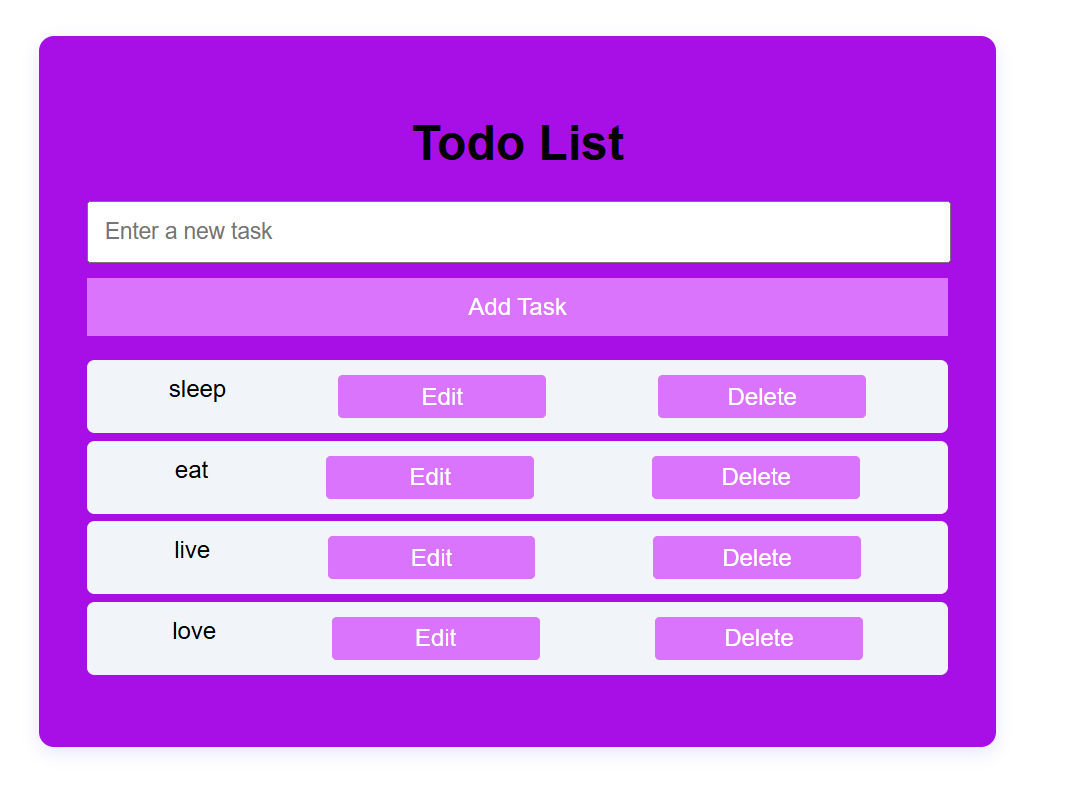 Todo List
Enter a new task
Add Task
sleep Edit Delete
eat Edit Delete
live Edit Delete
love Edit Delete